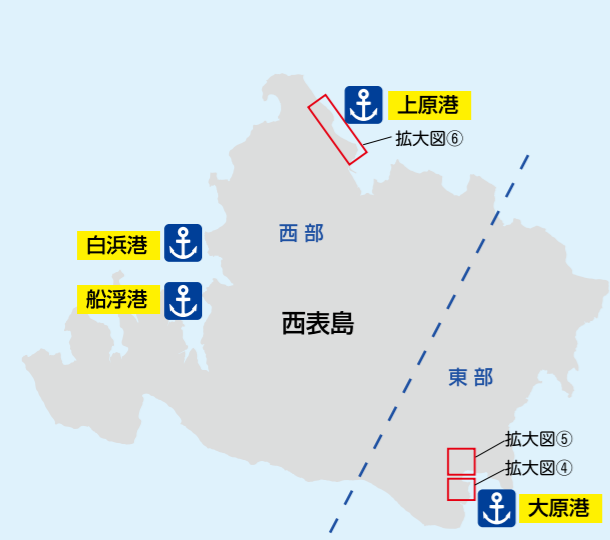 上原港
拡大図⑥
西部
白浜港
船浮港
西表島
東部
拡大図⑤
拡大図④
大原港